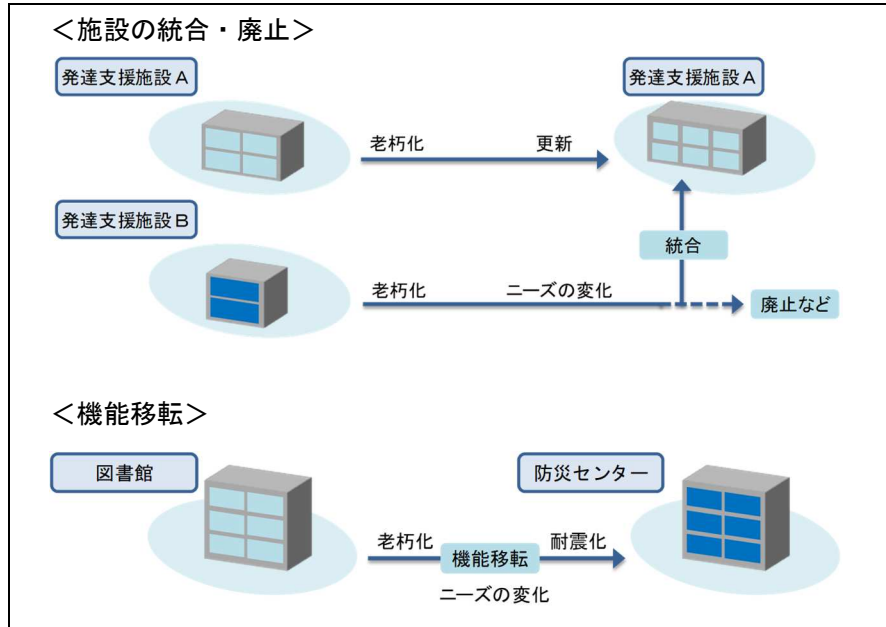 ＜施設の統合・廃止＞
発達支援施設A
発達支援施設A
老朽化
更新
発達支援施設B
統合
老朽化
ニーズの変化
廃止など
＜機能移転＞
図書館
防災センター
老朽化
機能移転
耐震化
ニーズの変化